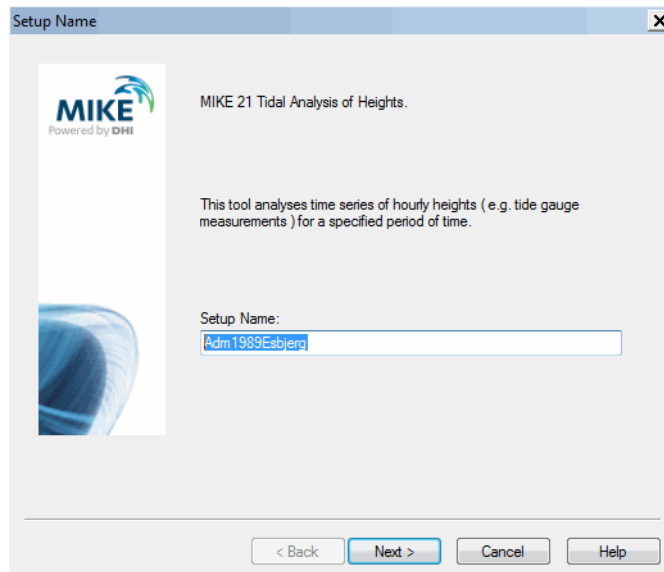 Setup Name
MIKE
Powered by DHI
MIKE 21 Tidal Analysis of Heights.
This tool analyses time series of hourly heights ( e.g. tide gauge
measurements ) for a specified period of time.
Setup Name:
Adm1989Esbjerg
< Back
Next >
Cancel
Help